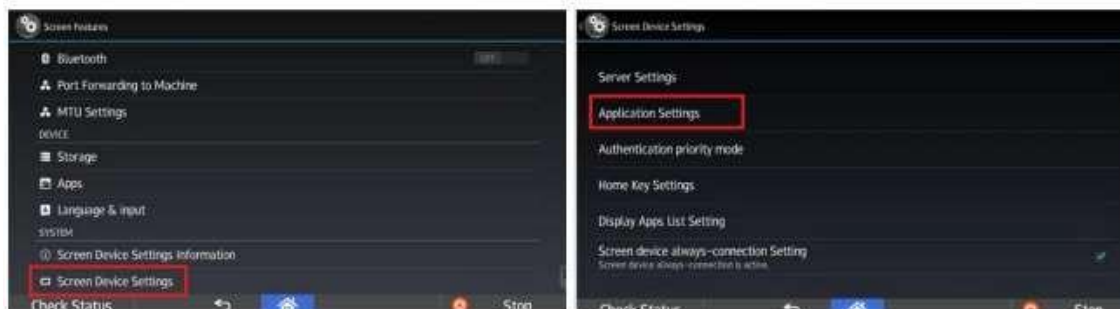 Screen Features
Bluetooth
OFF
Port Forwarding to Machine
MTU Settings
DEVICE
Storage
Apps
Language & input
SYSTEM
Screen Device Settings Information
Screen Device Settings
Check Status
Stop
Screen Device Settings
Server Settings
Application Settings
Authentication priority mode
Home Key Settings
Display Apps List Setting
Screen device always-connection Setting
Screen device always-connection is active.
Check Status
Stop